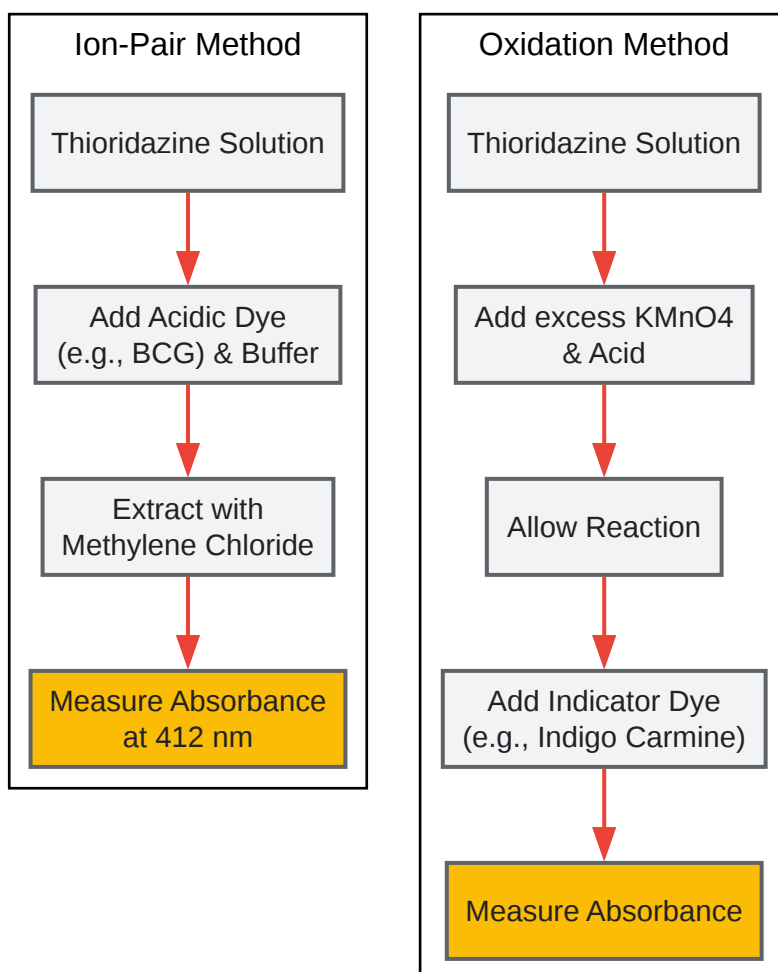 Ion-Pair Method
Thioridazine Solution
Add Acidic Dye
(e.g., BCG) & Buffer
Extract with
Methylene Chloride
Measure Absorbance
at 412 nm
Oxidation Method
Thioridazine Solution
Add excess KMnO4
& Acid
Allow Reaction
Add Indicator Dye
(e.g., Indigo Carmine)
Measure Absorbance